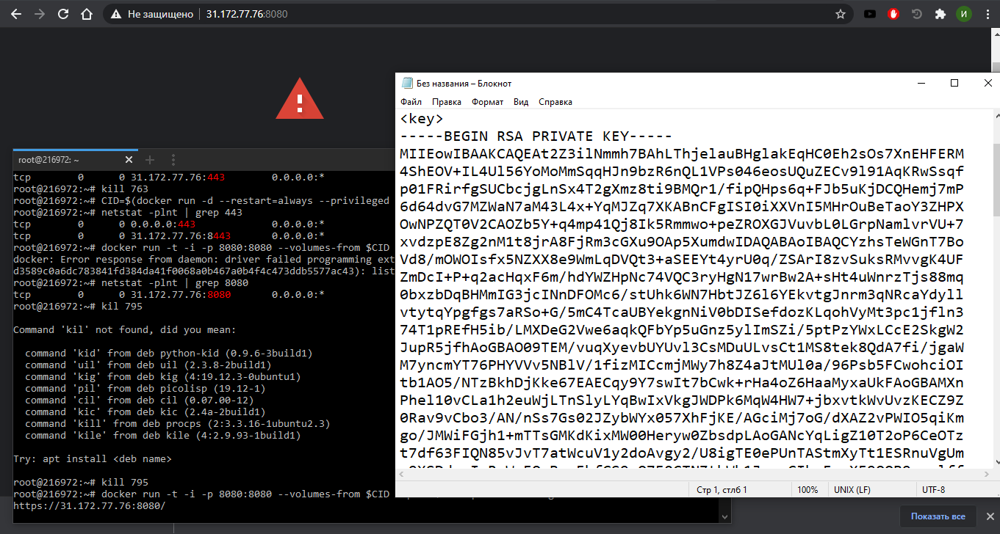 Не защищено
31.172.77.76:8080
И
root@216972: ~
tcp 0 0 31.172.77.76:443 0.0.0.0:*
root@216972:~# kill 763
root@216972:~# CID=$(docker run -d --restart=always --privileged
root@216972:~# netstat -plnt | grep 443
tcp 0 0 0.0.0.0:443 0.0.0.0:*
tcp 0 0 31.172.77.76:8443 0.0.0.0:*
root@216972:~# docker run -t -i -p 8080:8080 --volumes-from $CID
docker: Error response from daemon: driver failed programming ext
d3589c0a6dc783841fd384da41f0068a0b467a0b4f4c473ddb5577ac43): list
root@216972:~# netstat -plnt | grep 8080
tcp 0 0 31.172.77.76:8080 0.0.0.0:*
root@216972:~# kil 795
Command 'kil' not found, did you mean:
command 'kid' from deb python-kid (0.9.6-3build1)
command 'uil' from deb uil (2.3.8-2build1)
command 'kig' from deb kig (4:19.12.3-0ubuntu1)
command 'pil' from deb picolisp (19.12-1)
command 'cil' from deb cil (0.07.00-12)
command 'kic' from deb kic (2.4a-2build1)
command 'kill' from deb procps (2:3.3.16-1ubuntu2.3)
command 'kile' from deb kile (4:2.9.93-1build1)
Try: apt install <deb name>
root@216972:~# kill 795
root@216972:~# docker run -t -i -p 8080:8080 --volumes-from $CID
https://31.172.77.76:8080/
Без названия – Блокнот
Файл Правка Формат Вид Справка
<key>
-----BEGIN RSA PRIVATE KEY-----
MIIEowIBAAKCAQEAt2Z3ilNmmh7BAhLThjelauBHglakEqHC0Eh2sOs7XnEHFERM
4ShEOV+IL4Ul56YoMoMmSqqHJn9bzR6nQL1VPs046eosUQuZECv9l91AqKRwSsqf
p01FRirfgSUCbcjgLnSx4T2gXmz8ti9BMQr1/fipQHps6q+FJb5uKjDCQHemj7mP
6d64dvG7MZWaN7aM43L4x+YqMJZq7XKABnCFgISI0iXXVnI5MHrOuBeTaoY3ZHPX
OwNPZQT0V2CAOZb5Y+q4mp41Qj8Ik5Rmmwo+peZROXGJVuvbL0LGrpNamlvrVU+7
xvdzpE8Zg2nM1t8jrA8FjRm3cGXu9OAp5XumdwIDAQABAoIBAQCYzhsTeWGnT7Bo
Vd8/mOWOIsfx5NZXX8e9WmLqDVQt3+aSEEYt4yrU0q/ZSArI8zvSuksRMvvgK4UF
ZmDcI+P+q2acHqxF6m/hdYWZHpNc74VQC3ryHgN17wrBw2A+sHt4uWnrzTjs88mq
0bxzbDqBHMmIG3jcINnDFOMc6/stUhk6WN7HbtJZ6l6YEkvtgJnrm3qNRcaYdyll
vtytqYpgfgs7aRSo+G/5mC4TcaUBYekgnNiV0bDISefdozKLqohVyMt3pc1jfln3
74T1pREfH5ib/LMXDeG2Vwe6aqkQFbYp5uGnz5ylImSZi/5ptPzYWxLCcE2SkgW2
JupR5jfhAoGBAO09TEM/vuqXyevbUYUvl3CsMDuULvsCt1MS8tek8QdA7fi/jgaW
M7yncmYT76PHYVVv5NBlV/1fizMICcmjMWy7h8Z4aJtMUl0a/96Psb5FCwohciOI
tb1AO5/NTzBkhDjKke67EAECqy9Y7swIt7bCwk+rHa4oZ6HaaMyxaUkFAoGBAMXn
Phel10vCLa1h2euWjLTnSlyLYqBwIxVkgJWDPk6MqW4HW7+jbxvtkWvUvzKECZ9Z
0Rav9vCbo3/AN/nSs7Gs02JZybWYx057XhFjKE/AGciMj7oG/dXAZ2vPWIO5qiKm
go/JMWiFGjh1+mTTsGMKdKixMW00Heryw0ZbsdpLAoGANcYqLigZ10T2oP6CeOTz
t7df63FIQN85vJvT7atWcuV1y2doAvgy2/U8igTE0ePUnTAStmXyTt1ESRnuVgUm
Стр 1, стлб 1
100%
UNIX (LF)
UTF-8
Показать все